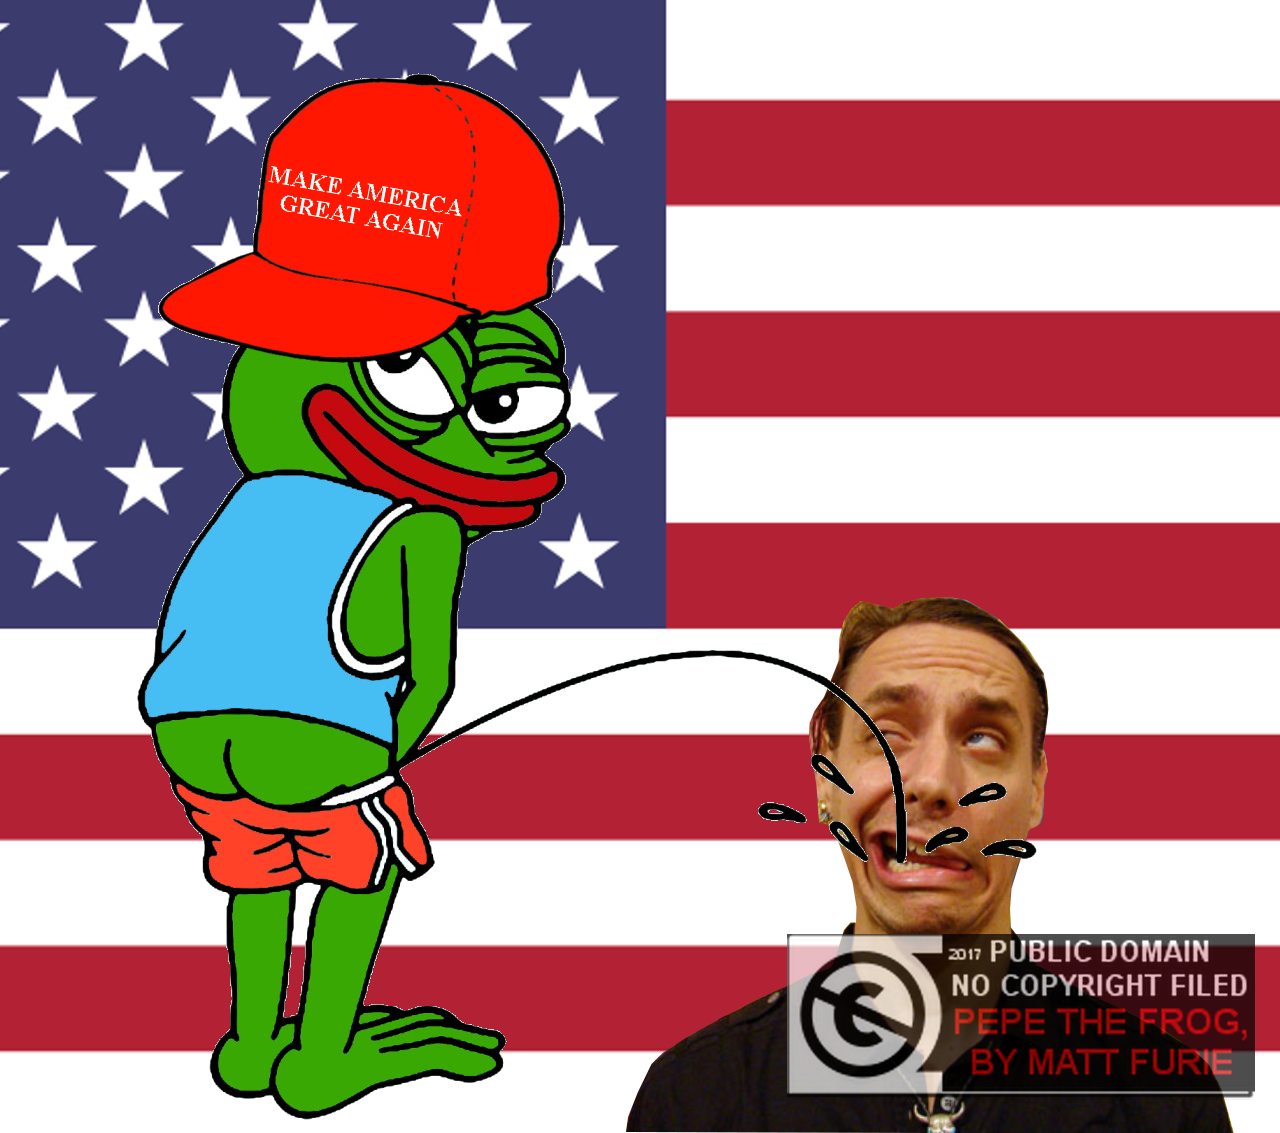 MAKE AMERICA
GREAT AGAIN
2017 PUBLIC DOMAIN
NO COPYRIGHT FILED
PEPE THE FROG,
BY MATT FURIE